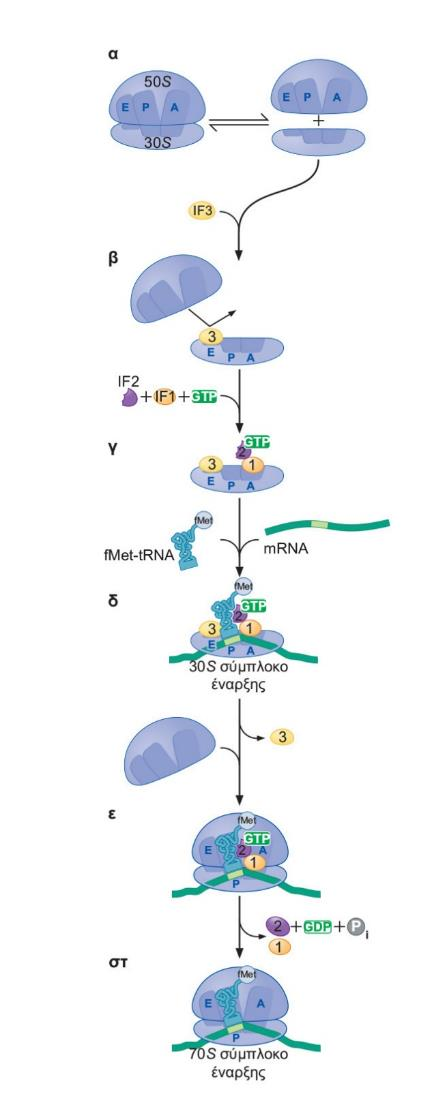 α
50S
E P A
30S
E P A
+
IF3
β
3
E P A
IF2
+ IF1 + GTP
γ
GTP
2
3 1
E P A
fMet
fMet-tRNA
mRNA
fMet
δ
GTP
2
3 1
E P A
30S σύμπλοκο
έναρξης
3
ε
fMet
GTP
E 2 A
1
P
2 + GDP + Pi
1
στ
fMet
E A
P
70S σύμπλοκο
έναρξης